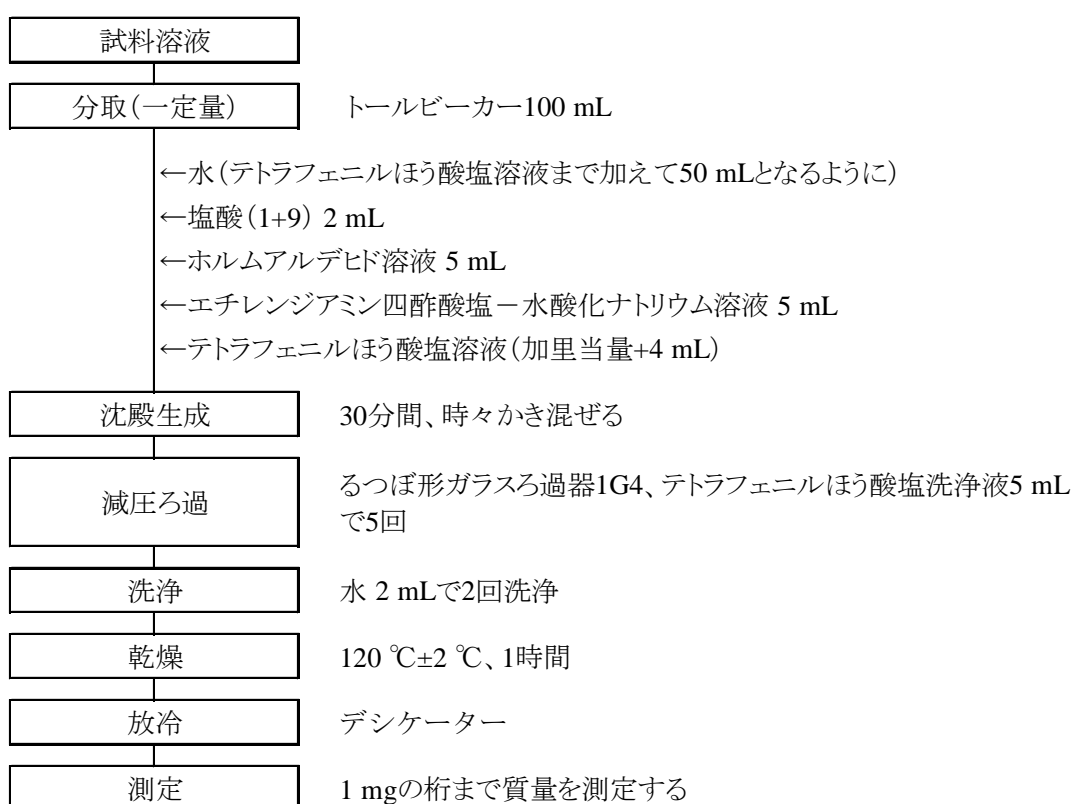 試料溶液
分取（一定量） トールビーカー100 mL
←水（テトラフェニルほう酸塩溶液まで加えて50 mLとなるように）
←塩酸（1+9） 2 mL
←ホルムアルデヒド溶液 5 mL
←エチレンジアミン四酢酸塩－水酸化ナトリウム溶液 5 mL
←テトラフェニルほう酸塩溶液（加里当量+4 mL）
沈殿生成 30分間、時々かき混ぜる
減圧ろ過 るつぼ形ガラスろ過器1G4、テトラフェニルほう酸塩洗浄液5 mL
で5回
洗浄 水 2 mLで2回洗浄
乾燥 120 ℃±2 ℃、1時間
放冷 デシケーター
測定 1 mgの桁まで質量を測定する